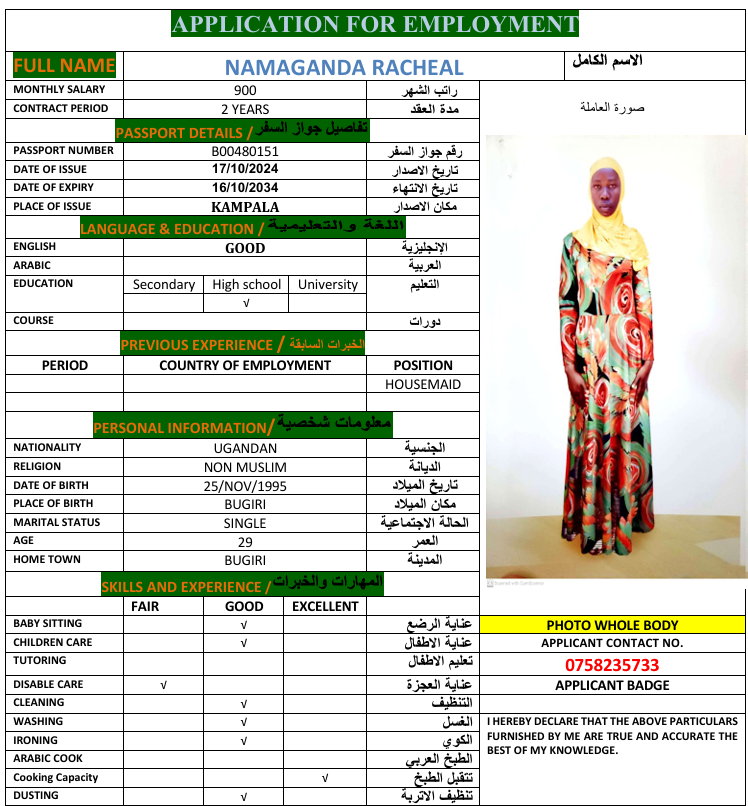 APPLICATION FOR EMPLOYMENT
FULL NAME NAMAGANDA RACHEAL الاسم الكامل
MONTHLY SALARY 900 راتب الشهر
CONTRACT PERIOD 2 YEARS مدة العقد
صورة العاملة
PASSPORT DETAILS / تفاصيل جواز السفر
PASSPORT NUMBER B00480151 رقم جواز السفر
DATE OF ISSUE 17/10/2024 تاريخ الاصدار
DATE OF EXPIRY 16/10/2034 تاريخ الانتهاء
PLACE OF ISSUE KAMPALA مكان الاصدار
LANGUAGE & EDUCATION / اللغة والتعليمية
ENGLISH GOOD الإنجليزية
ARABIC العربية
EDUCATION Secondary High school University التعليم
√
COURSE دورات
PREVIOUS EXPERIENCE / الخبرات السابقة
PERIOD COUNTRY OF EMPLOYMENT POSITION
HOUSEMAID
PERSONAL INFORMATION/ معلومات شخصية
NATIONALITY UGANDAN الجنسية
RELIGION NON MUSLIM الديانة
DATE OF BIRTH 25/NOV/1995 تاريخ الميلاد
PLACE OF BIRTH BUGIRI مكان الميلاد
MARITAL STATUS SINGLE الحالة الاجتماعية
AGE 29 العمر
HOME TOWN BUGIRI المدينة
SKILLS AND EXPERIENCE / المهارات والخبرات
FAIR GOOD EXCELLENT
BABY SITTING √ عناية الرضع
CHILDREN CARE √ عناية الاطفال
TUTORING تعليم الاطفال
DISABLE CARE √ عناية العجزة
CLEANING √ التنظيف
WASHING √ الغسل
IRONING √ الكوي
ARABIC COOK الطبخ العربي
Cooking Capacity √ تتقبل الطبخ
DUSTING √ تنظيف الاتربة
PHOTO WHOLE BODY
APPLICANT CONTACT NO.
0758235733
APPLICANT BADGE
I HEREBY DECLARE THAT THE ABOVE PARTICULARS
FURNISHED BY ME ARE TRUE AND ACCURATE THE
BEST OF MY KNOWLEDGE.